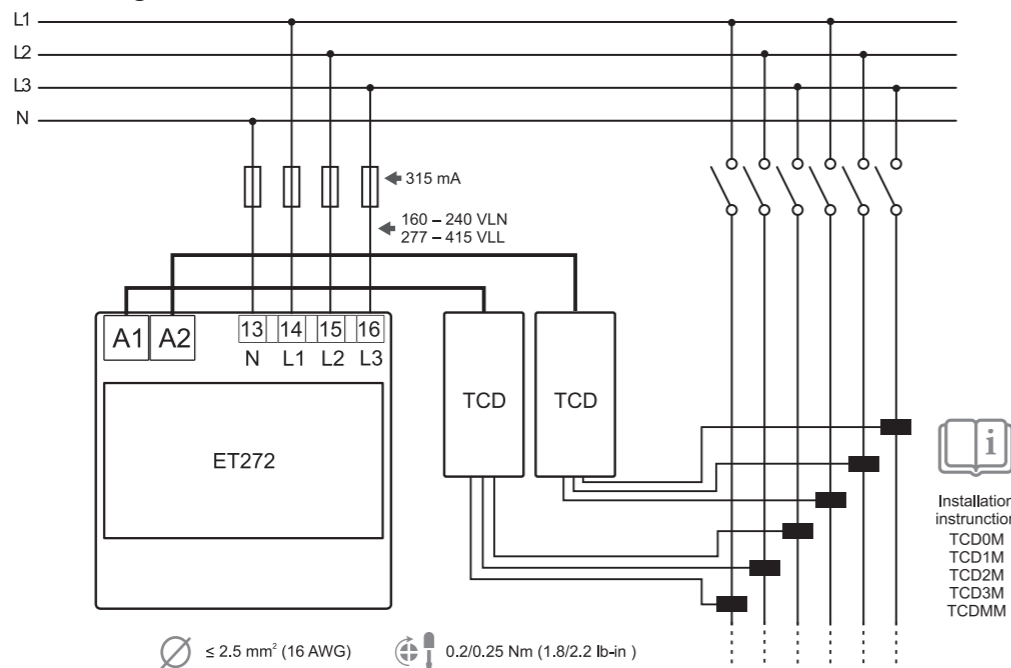 L1
L2
L3
N
315 mA
160 – 240 VLN
277 – 415 VLL
A1 A2 13 14 15 16
N L1 L2 L3
TCD TCD
ET272
Installation
instrunction
TCD0M
TCD1M
TCD2M
TCD3M
TCDMM
≤ 2.5 mm² (16 AWG) 0.2/0.25 Nm (1.8/2.2 lb-in )